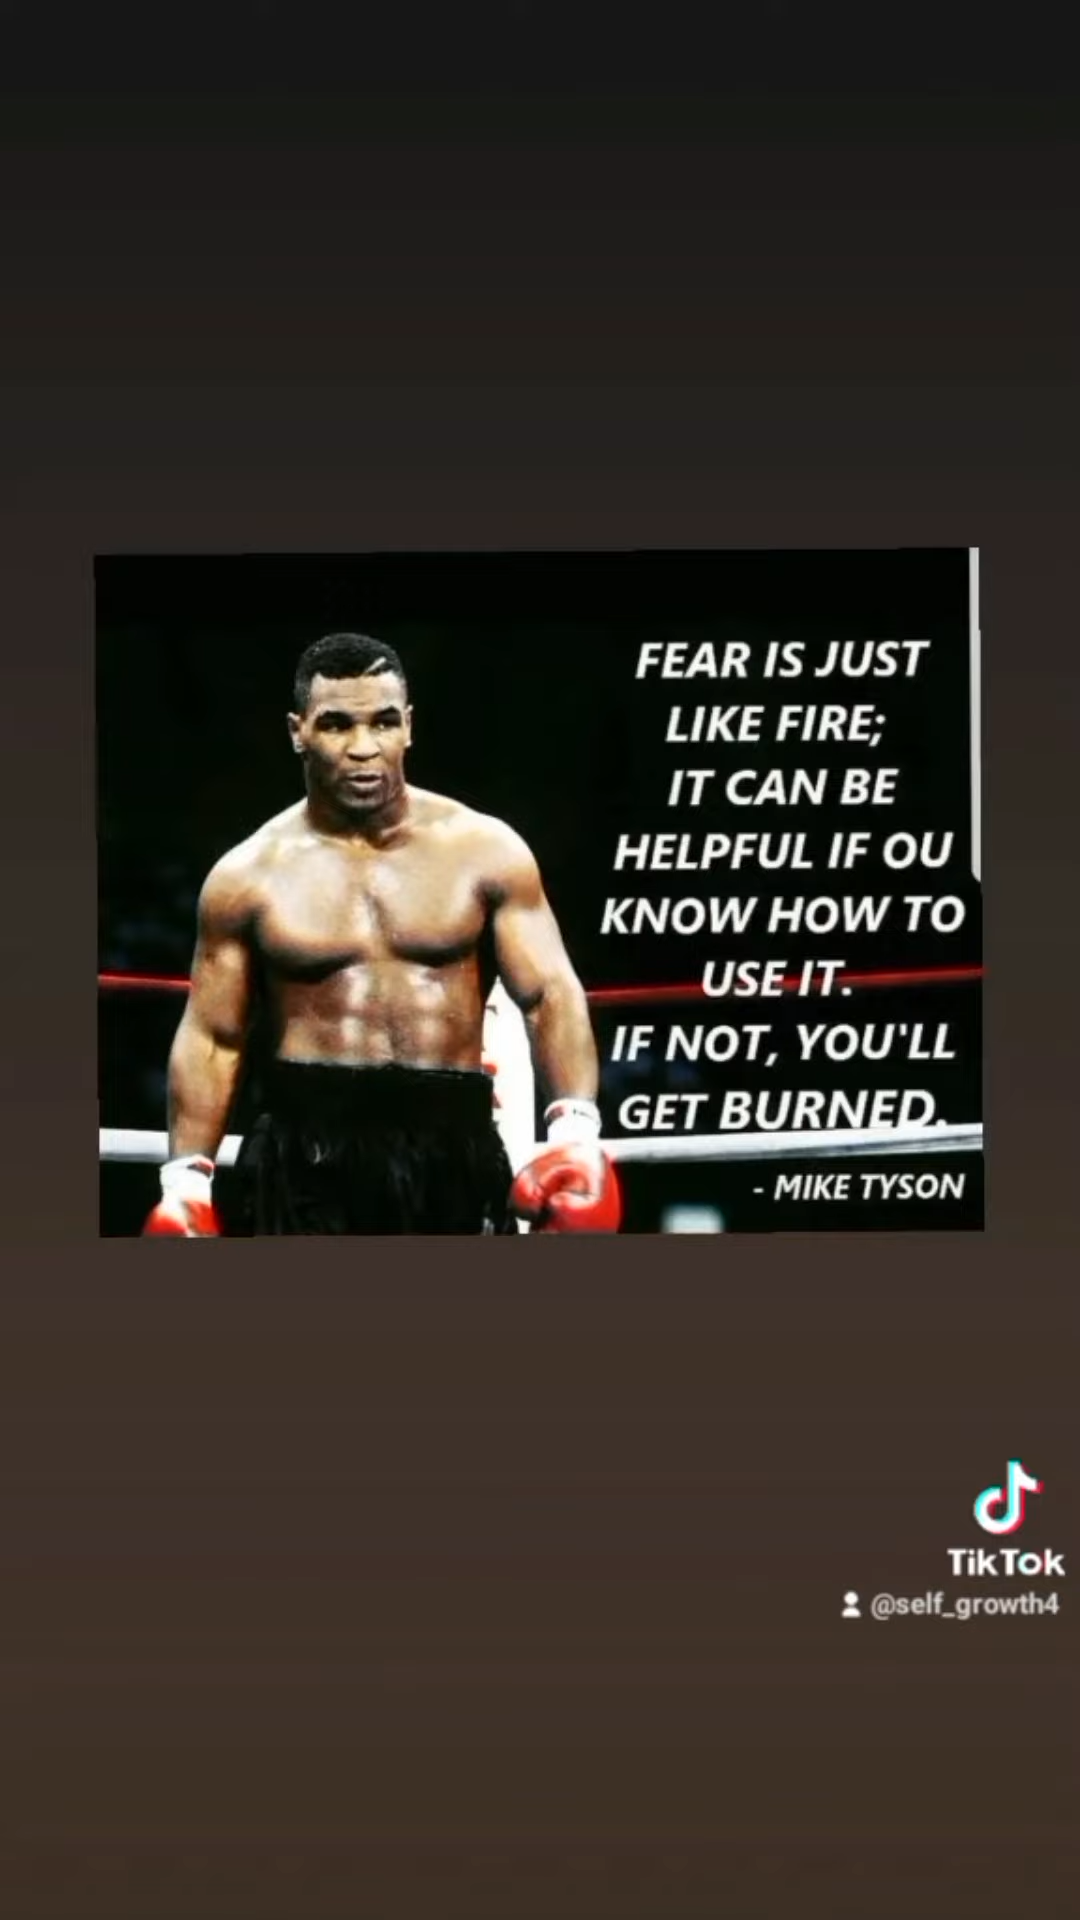 FEAR IS JUST
LIKE FIRE;
IT CAN BE
HELPFUL IF OU
KNOW HOW TO
USE IT.
IF NOT, YOU'LL
GET BURNED.
- MIKE TYSON
TikTok
@self_growth4